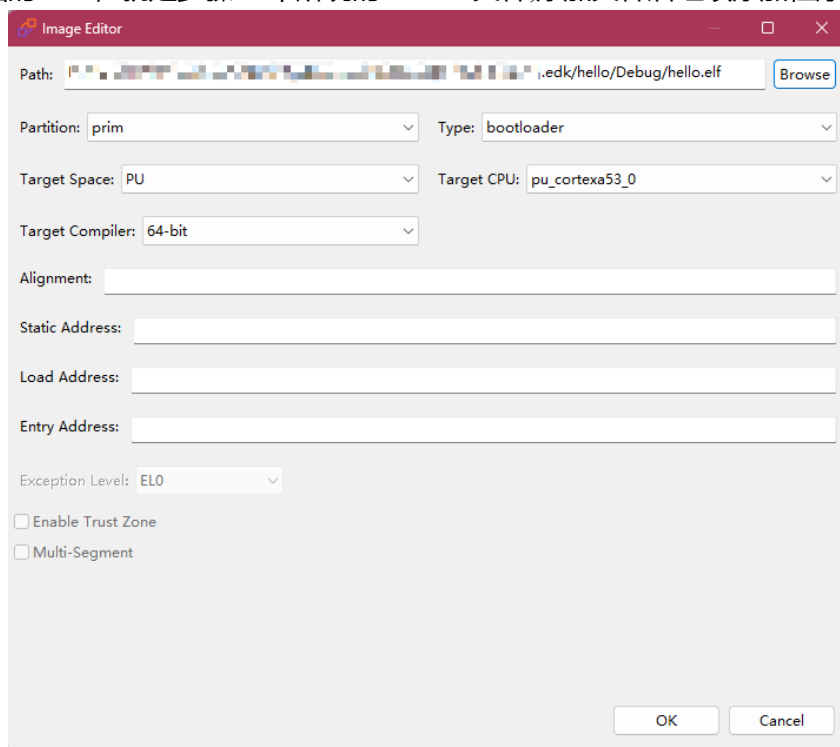 Image Editor
Path: .edk/hello/Debug/hello.elf Browse
Partition: prim Type: bootloader
Target Space: PU Target CPU: pu_cortexa53_0
Target Compiler: 64-bit
Alignment:
Static Address:
Load Address:
Entry Address:
Exception Level: EL0
Enable Trust Zone
Multi-Segment
OK Cancel